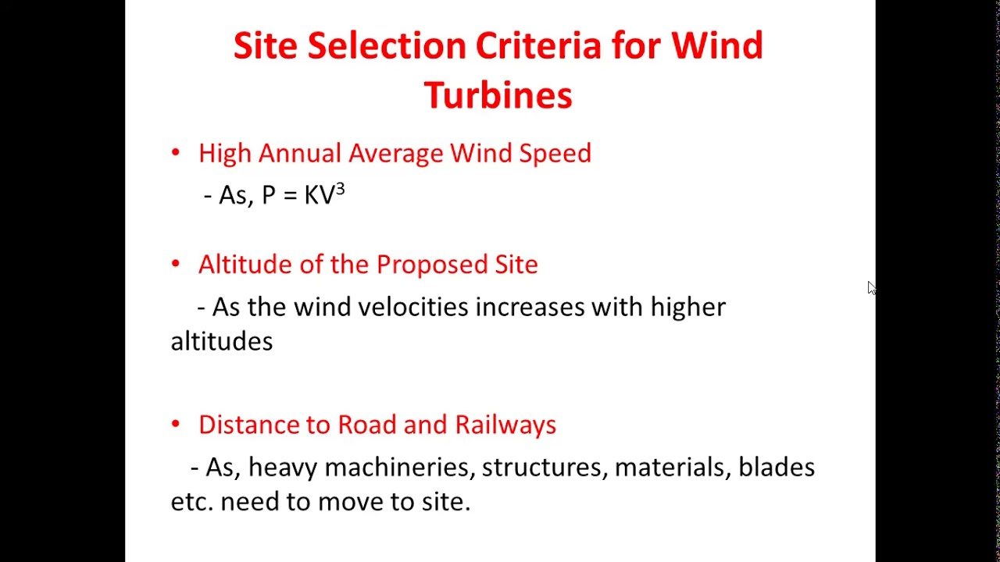 Site Selection Criteria for Wind
Turbines
• High Annual Average Wind Speed
- As, P = KV³
• Altitude of the Proposed Site
- As the wind velocities increases with higher
altitudes
• Distance to Road and Railways
- As, heavy machineries, structures, materials, blades
etc. need to move to site.